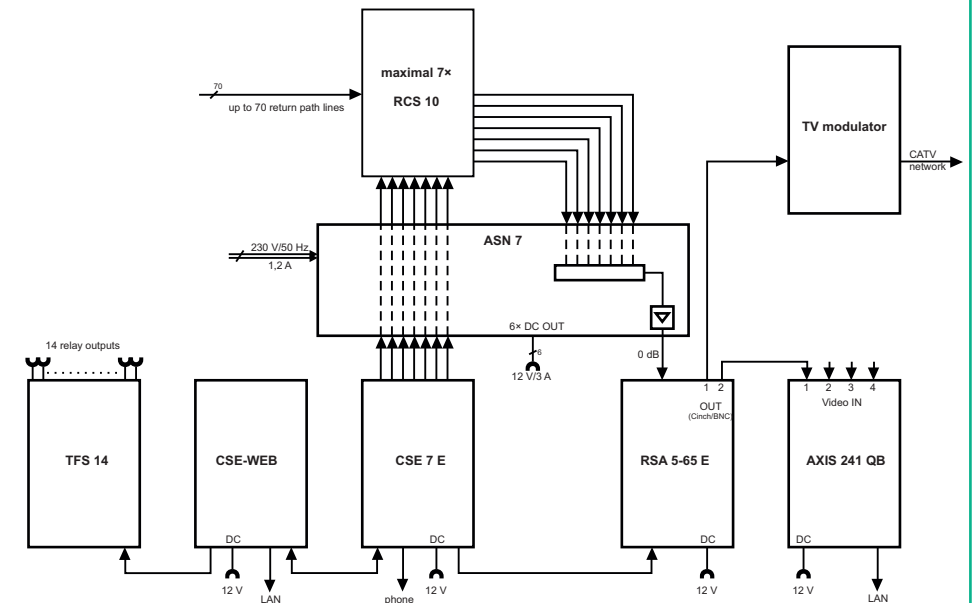 maximal 7×
RCS 10
70
up to 70 return path lines
TV modulator
CATV
network
ASN 7
230 V/50 Hz
1,2 A
6× DC OUT
6
12 V/3 A
0 dB
14 relay outputs
TFS 14
CSE-WEB
DC
12 V
LAN
CSE 7 E
DC
phone
12 V
1 2
OUT
(Cinch/BNC)
RSA 5-65 E
DC
12 V
1 2 3 4
Video IN
AXIS 241 QB
DC
12 V
LAN